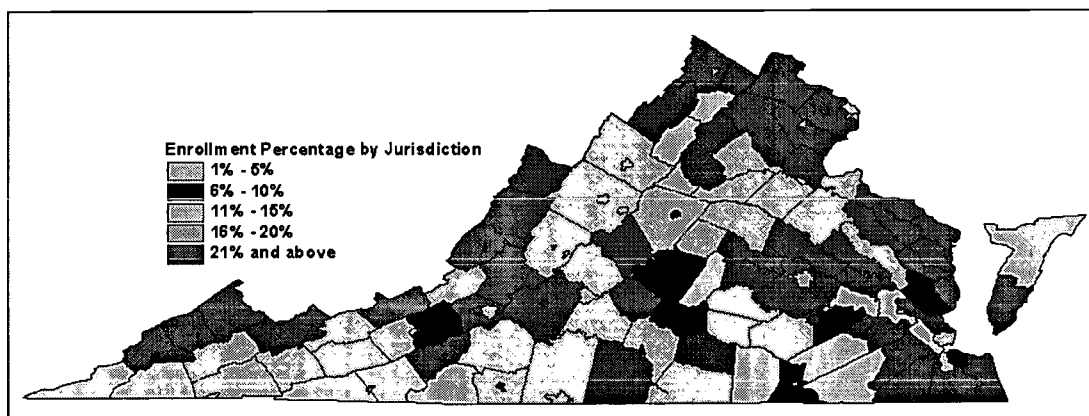 Enrollment Percentage by Jurisdiction
1% - 5%
6% - 10%
11% - 15%
16% - 20%
21% and above